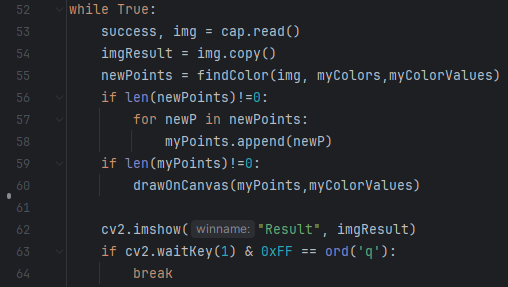 52 while True:
53 success, img = cap.read()
54 imgResult = img.copy()
55 newPoints = findColor(img, myColors,myColorValues)
56 if len(newPoints)!=0:
57 for newP in newPoints:
58 myPoints.append(newP)
59 if len(myPoints)!=0:
60 drawOnCanvas(myPoints,myColorValues)
61
62 cv2.imshow( winname: "Result", imgResult)
63 if cv2.waitKey(1) & 0xFF == ord('q'):
64 break